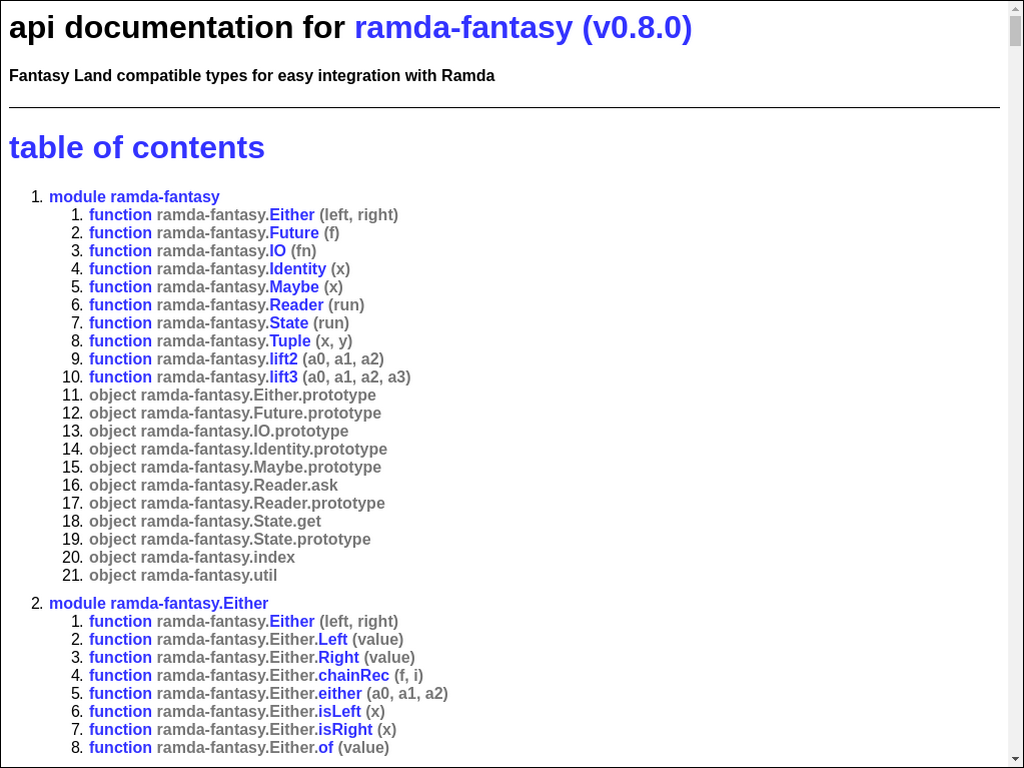 api documentation for ramda-fantasy (v0.8.0)
Fantasy Land compatible types for easy integration with Ramda
table of contents
1. module ramda-fantasy
1. function ramda-fantasy.Either (left, right)
2. function ramda-fantasy.Future (f)
3. function ramda-fantasy.IO (fn)
4. function ramda-fantasy.Identity (x)
5. function ramda-fantasy.Maybe (x)
6. function ramda-fantasy.Reader (run)
7. function ramda-fantasy.State (run)
8. function ramda-fantasy.Tuple (x, y)
9. function ramda-fantasy.lift2 (a0, a1, a2)
10. function ramda-fantasy.lift3 (a0, a1, a2, a3)
11. object ramda-fantasy.Either.prototype
12. object ramda-fantasy.Future.prototype
13. object ramda-fantasy.IO.prototype
14. object ramda-fantasy.Identity.prototype
15. object ramda-fantasy.Maybe.prototype
16. object ramda-fantasy.Reader.ask
17. object ramda-fantasy.Reader.prototype
18. object ramda-fantasy.State.get
19. object ramda-fantasy.State.prototype
20. object ramda-fantasy.index
21. object ramda-fantasy.util
2. module ramda-fantasy.Either
1. function ramda-fantasy.Either (left, right)
2. function ramda-fantasy.Either.Left (value)
3. function ramda-fantasy.Either.Right (value)
4. function ramda-fantasy.Either.chainRec (f, i)
5. function ramda-fantasy.Either.either (a0, a1, a2)
6. function ramda-fantasy.Either.isLeft (x)
7. function ramda-fantasy.Either.isRight (x)
8. function ramda-fantasy.Either.of (value)